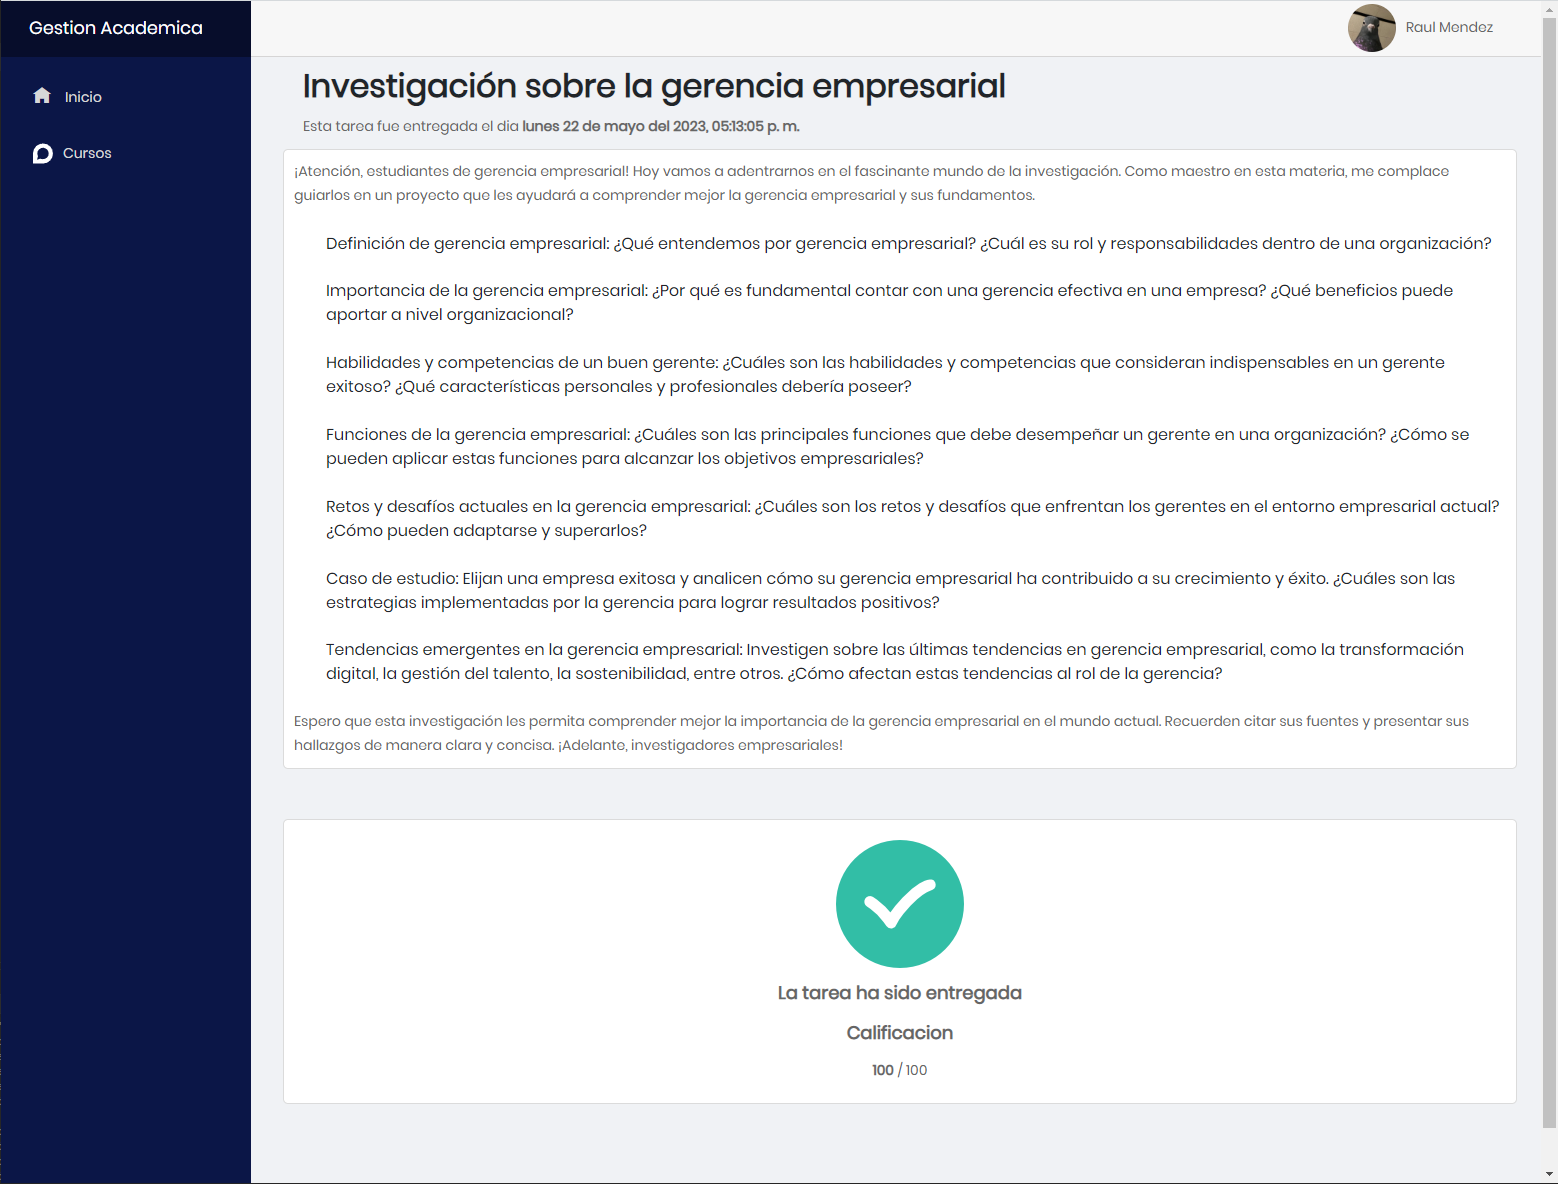 Gestion Academica
Raul Mendez
Inicio
Cursos
Investigación sobre la gerencia empresarial
Esta tarea fue entregada el dia lunes 22 de mayo del 2023, 05:13:05 p. m.
¡Atención, estudiantes de gerencia empresarial! Hoy vamos a adentrarnos en el fascinante mundo de la investigación. Como maestro en esta materia, me complace
guiarlos en un proyecto que les ayudará a comprender mejor la gerencia empresarial y sus fundamentos.
Definición de gerencia empresarial: ¿Qué entendemos por gerencia empresarial? ¿Cuál es su rol y responsabilidades dentro de una organización?
Importancia de la gerencia empresarial: ¿Por qué es fundamental contar con una gerencia efectiva en una empresa? ¿Qué beneficios puede
aportar a nivel organizacional?
Habilidades y competencias de un buen gerente: ¿Cuáles son las habilidades y competencias que consideran indispensables en un gerente
exitoso? ¿Qué características personales y profesionales debería poseer?
Funciones de la gerencia empresarial: ¿Cuáles son las principales funciones que debe desempeñar un gerente en una organización? ¿Cómo se
pueden aplicar estas funciones para alcanzar los objetivos empresariales?
Retos y desafíos actuales en la gerencia empresarial: ¿Cuáles son los retos y desafíos que enfrentan los gerentes en el entorno empresarial actual?
¿Cómo pueden adaptarse y superarlos?
Caso de estudio: Elijan una empresa exitosa y analicen cómo su gerencia empresarial ha contribuido a su crecimiento y éxito. ¿Cuáles son las
estrategias implementadas por la gerencia para lograr resultados positivos?
Tendencias emergentes en la gerencia empresarial: Investigen sobre las últimas tendencias en gerencia empresarial, como la transformación
digital, la gestión del talento, la sostenibilidad, entre otros. ¿Cómo afectan estas tendencias al rol de la gerencia?
Espero que esta investigación les permita comprender mejor la importancia de la gerencia empresarial en el mundo actual. Recuerden citar sus fuentes y presentar sus
hallazgos de manera clara y concisa. ¡Adelante, investigadores empresariales!
La tarea ha sido entregada
Calificacion
100 / 100